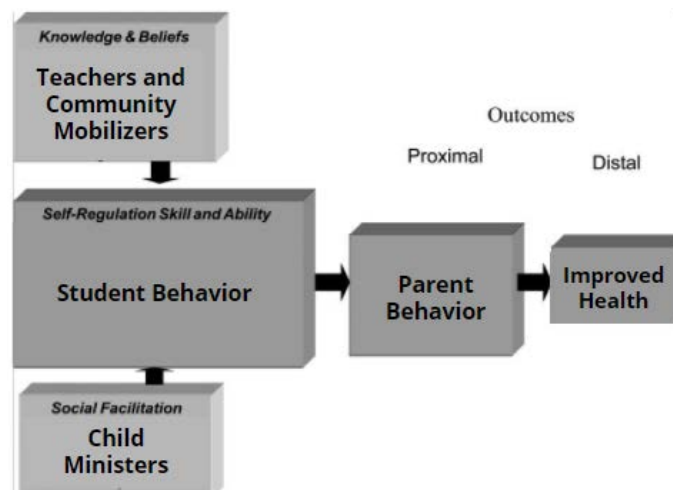 Knowledge & Beliefs
Teachers and
Community
Mobilizers
Outcomes
Proximal
Distal
Self-Regulation Skill and Ability
Student Behavior
Parent
Behavior
Improved
Health
Social Facilitation
Child
Ministers